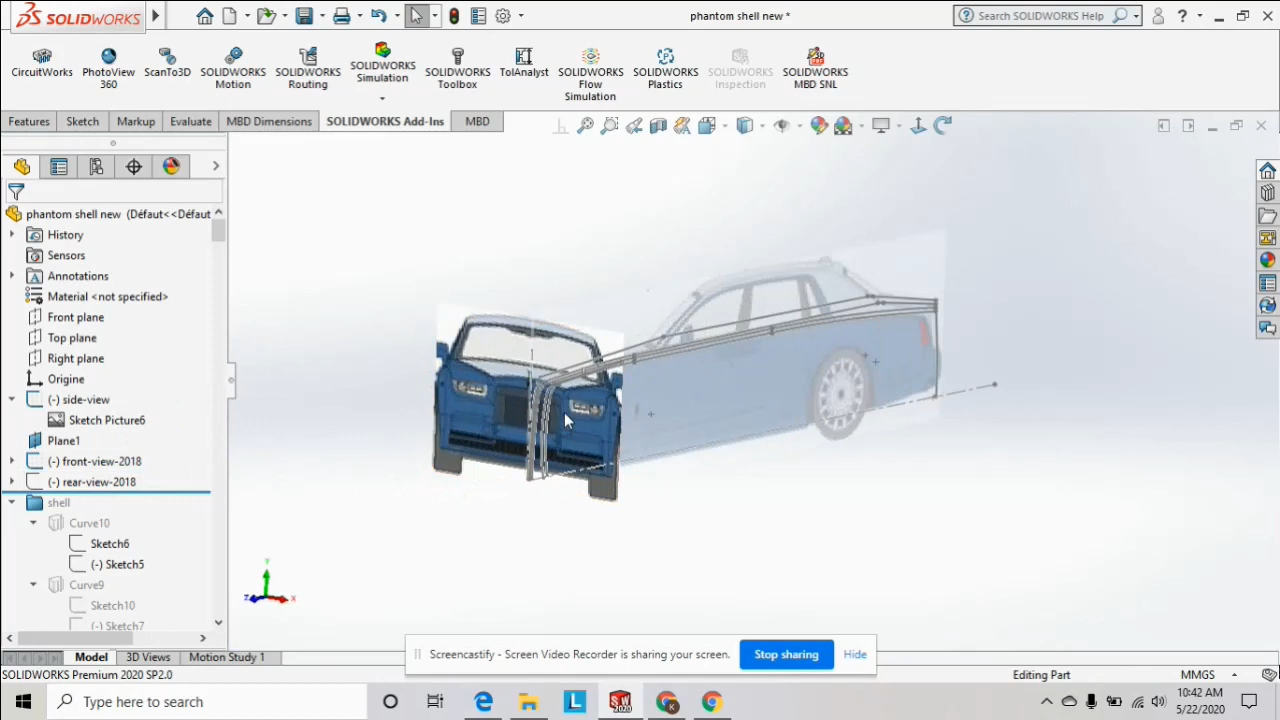 SOLIDWORKS
phantom shell new *
Search SOLIDWORKS Help
CircuitWorks
PhotoView
360
ScanTo3D
SOLIDWORKS
Motion
SOLIDWORKS
Routing
SOLIDWORKS
Simulation
SOLIDWORKS
Toolbox
TolAnalyst
SOLIDWORKS
Flow
Simulation
SOLIDWORKS
Plastics
SOLIDWORKS
Inspection
SOLIDWORKS
MBD SNL
Features
Sketch
Markup
Evaluate
MBD Dimensions
SOLIDWORKS Add-Ins
MBD
phantom shell new (Défaut<<Défaut
History
Sensors
Annotations
Material <not specified>
Front plane
Top plane
Right plane
Origine
(-) side-view
Sketch Picture6
Plane1
(-) front-view-2018
(-) rear-view-2018
shell
Curve10
Sketch6
(-) Sketch5
Curve9
Sketch10
(-) Sketch7
Y
Z
X
Screencastify - Screen Video Recorder is sharing your screen.
Stop sharing
Hide
Model
3D Views
Motion Study 1
SOLIDWORKS Premium 2020 SP2.0
Editing Part
MMGS
Type here to search
10:42 AM
5/22/2020